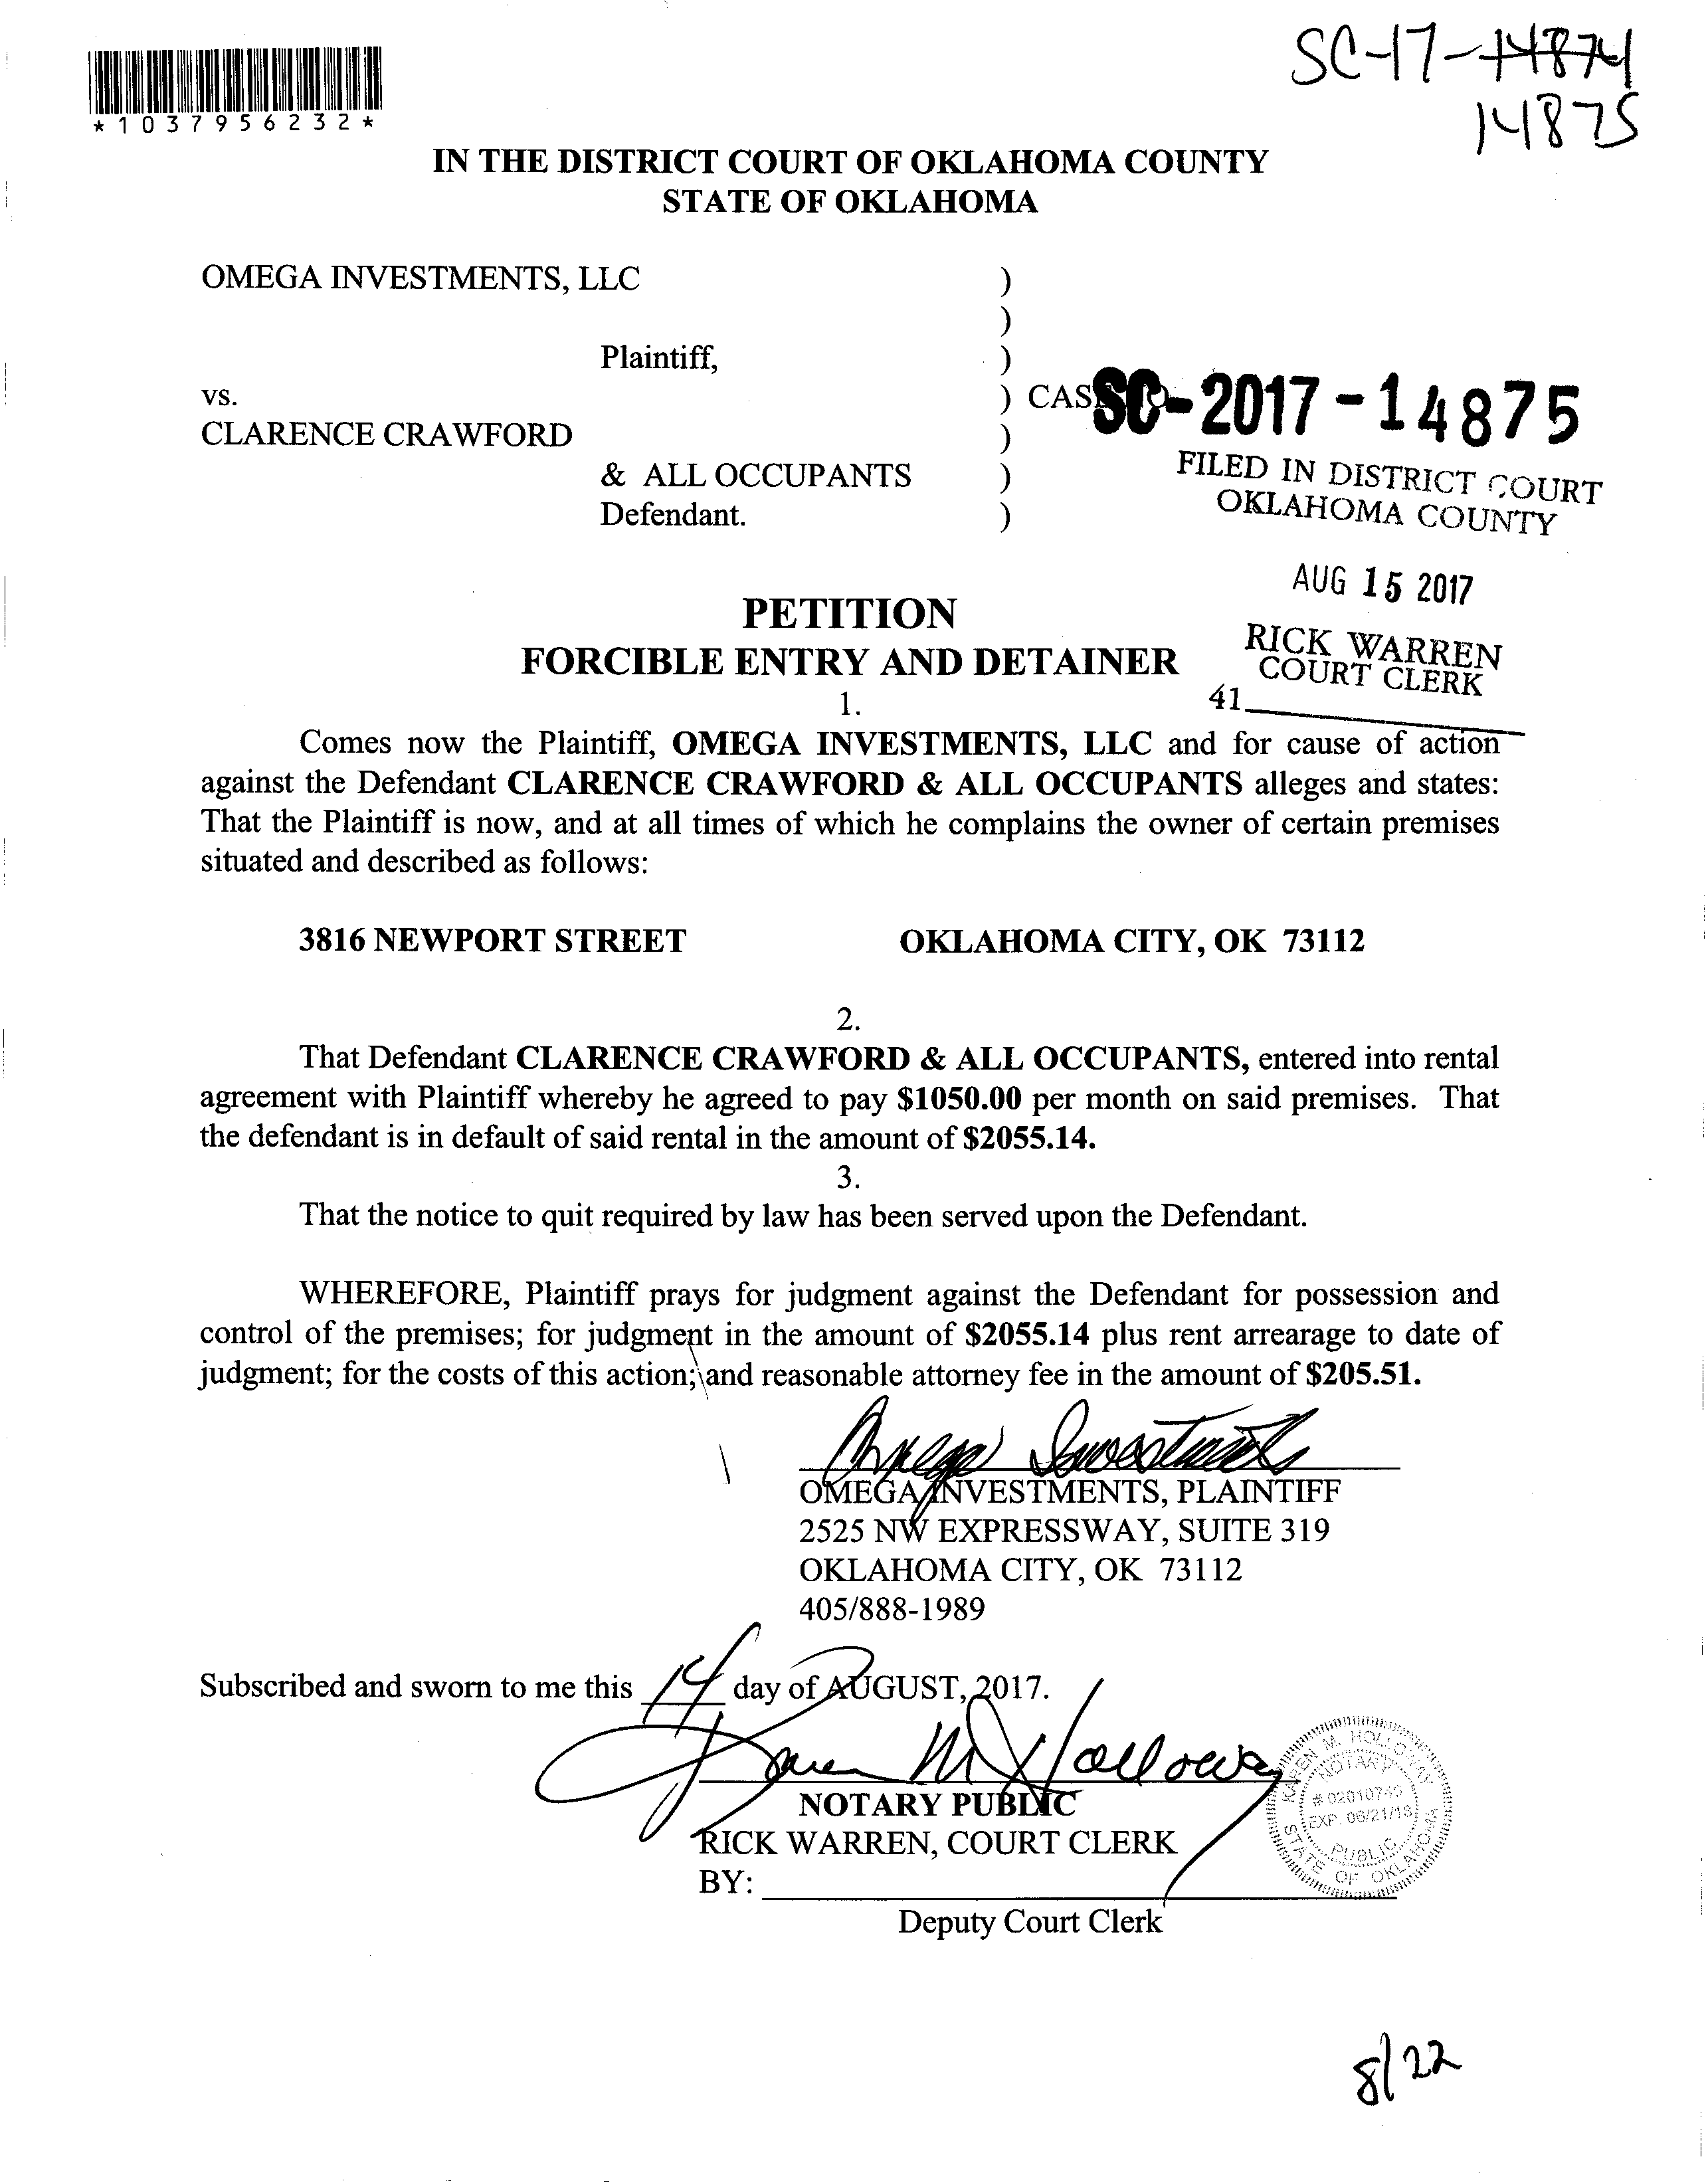 SC-17-14874
14875
*1037956232*
IN THE DISTRICT COURT OF OKLAHOMA COUNTY
STATE OF OKLAHOMA
OMEGA INVESTMENTS, LLC )
)
Plaintiff, )
vs. ) CAS SC-2017-14875
CLARENCE CRAWFORD )
& ALL OCCUPANTS )
Defendant. )
FILED IN DISTRICT COURT
OKLAHOMA COUNTY
AUG 15 2017
RICK WARREN
COURT CLERK
41
PETITION
FORCIBLE ENTRY AND DETAINER
1.
Comes now the Plaintiff, OMEGA INVESTMENTS, LLC and for cause of action
against the Defendant CLARENCE CRAWFORD & ALL OCCUPANTS alleges and states:
That the Plaintiff is now, and at all times of which he complains the owner of certain premises
situated and described as follows:
3816 NEWPORT STREET OKLAHOMA CITY, OK 73112
2.
That Defendant CLARENCE CRAWFORD & ALL OCCUPANTS, entered into rental
agreement with Plaintiff whereby he agreed to pay $1050.00 per month on said premises. That
the defendant is in default of said rental in the amount of $2055.14.
3.
That the notice to quit required by law has been served upon the Defendant.
WHEREFORE, Plaintiff prays for judgment against the Defendant for possession and
control of the premises; for judgment in the amount of $2055.14 plus rent arrearage to date of
judgment; for the costs of this action; and reasonable attorney fee in the amount of $205.51.
Omega Investments
OMEGA INVESTMENTS, PLAINTIFF
2525 NW EXPRESSWAY, SUITE 319
OKLAHOMA CITY, OK 73112
405/888-1989
Subscribed and sworn to me this 14 day of AUGUST, 2017.
Karen M Holloway
NOTARY PUBLIC
RICK WARREN, COURT CLERK
BY:
Deputy Court Clerk
KAREN M. HOLLOWAY
NOTARY
EXP. 06/21/18
PUBLIC
STATE OF OKLAHOMA
8/22